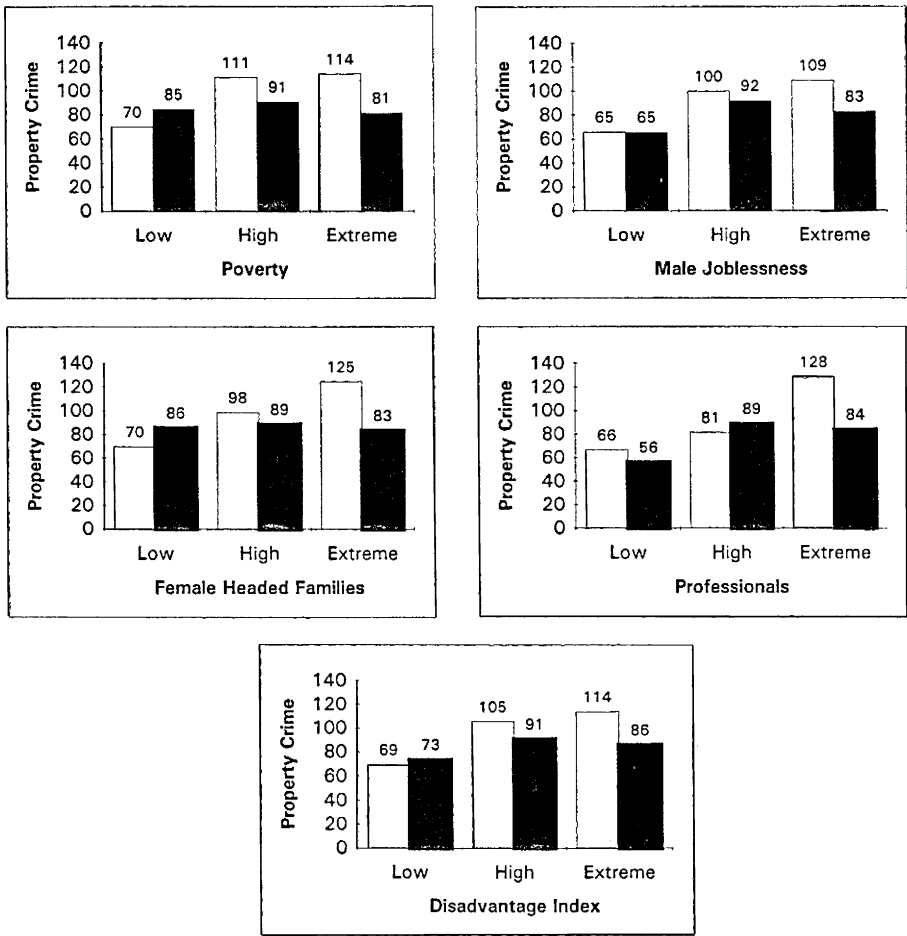 Property Crime
140
120
100
80
60
40
20
0
70 85 111 91 114 81
Low High Extreme
Poverty
Property Crime
140
120
100
80
60
40
20
0
65 65 100 92 109 83
Low High Extreme
Male Joblessness
Property Crime
140
120
100
80
60
40
20
0
70 86 98 89 125 83
Low High Extreme
Female Headed Families
Property Crime
140
120
100
80
60
40
20
0
66 56 81 89 128 84
Low High Extreme
Professionals
Property Crime
140
120
100
80
60
40
20
0
69 73 105 91 114 86
Low High Extreme
Disadvantage Index